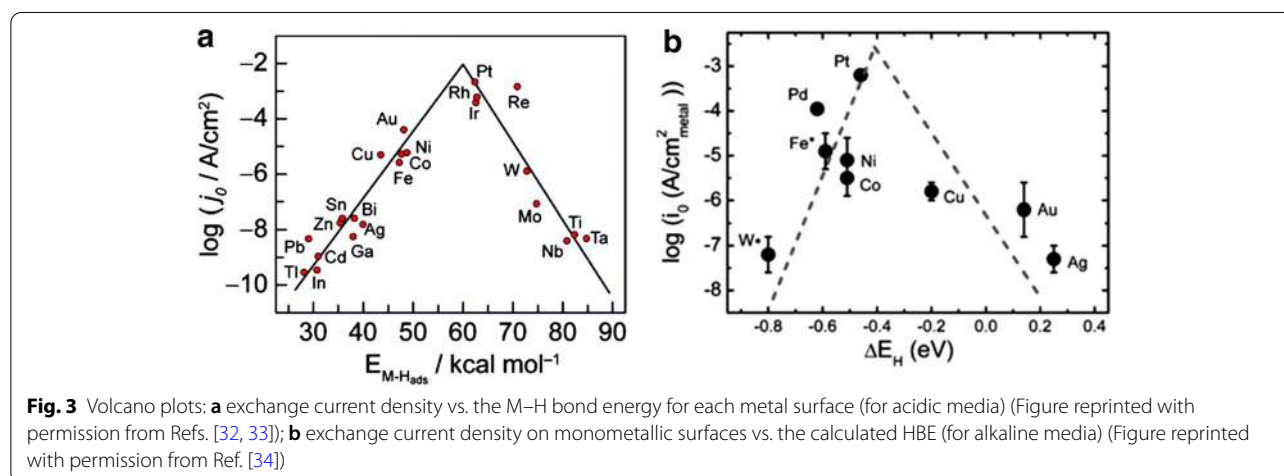 a
log (j0 / A/cm²)
−2
−4
−6
−8
−10
Pt
Rh
Ir
Re
Au
Cu
Ni
Co
Fe
W
Mo
Sn
Bi
Zn
Ag
Ga
Pb
Cd
Tl
In
Ti
Nb
Ta
30 40 50 60 70 80 90
E M-Hads / kcal mol⁻¹
b
log (i0 (A/cm²metal))
-3
-4
-5
-6
-7
-8
Pt
Pd
Fe*
Ni
Co
Cu
Au
W*
Ag
-0.8 -0.6 -0.4 -0.2 0.0 0.2 0.4
ΔEH (eV)
Fig. 3 Volcano plots: a exchange current density vs. the M–H bond energy for each metal surface (for acidic media) (Figure reprinted with
permission from Refs. [32, 33]); b exchange current density on monometallic surfaces vs. the calculated HBE (for alkaline media) (Figure reprinted
with permission from Ref. [34])